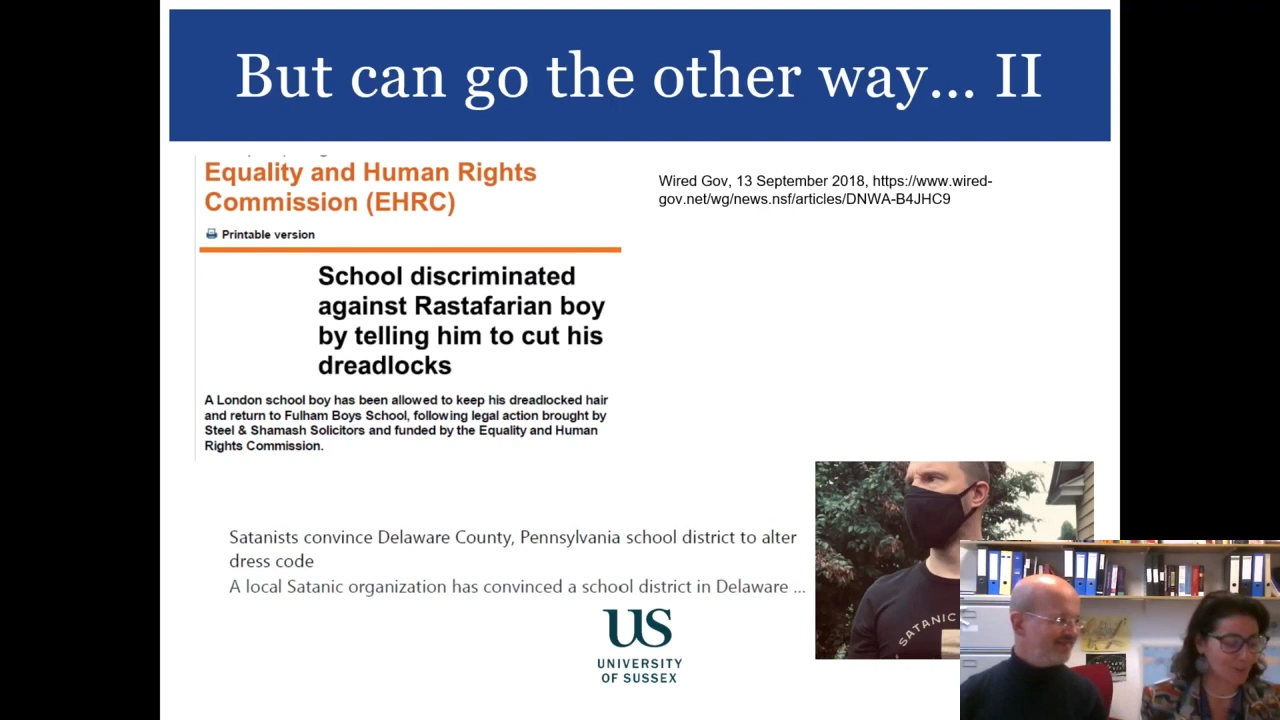 But can go the other way... II
Equality and Human Rights
Commission (EHRC)
Printable version
School discriminated
against Rastafarian boy
by telling him to cut his
dreadlocks
A London school boy has been allowed to keep his dreadlocked hair
and return to Fulham Boys School, following legal action brought by
Steel & Shamash Solicitors and funded by the Equality and Human
Rights Commission.
Wired Gov, 13 September 2018, https://www.wired-
gov.net/wg/news.nsf/articles/DNWA-B4JHC9
Satanists convince Delaware County, Pennsylvania school district to alter
dress code
A local Satanic organization has convinced a school district in Delaware ...
SATANIC
US
UNIVERSITY
OF SUSSEX